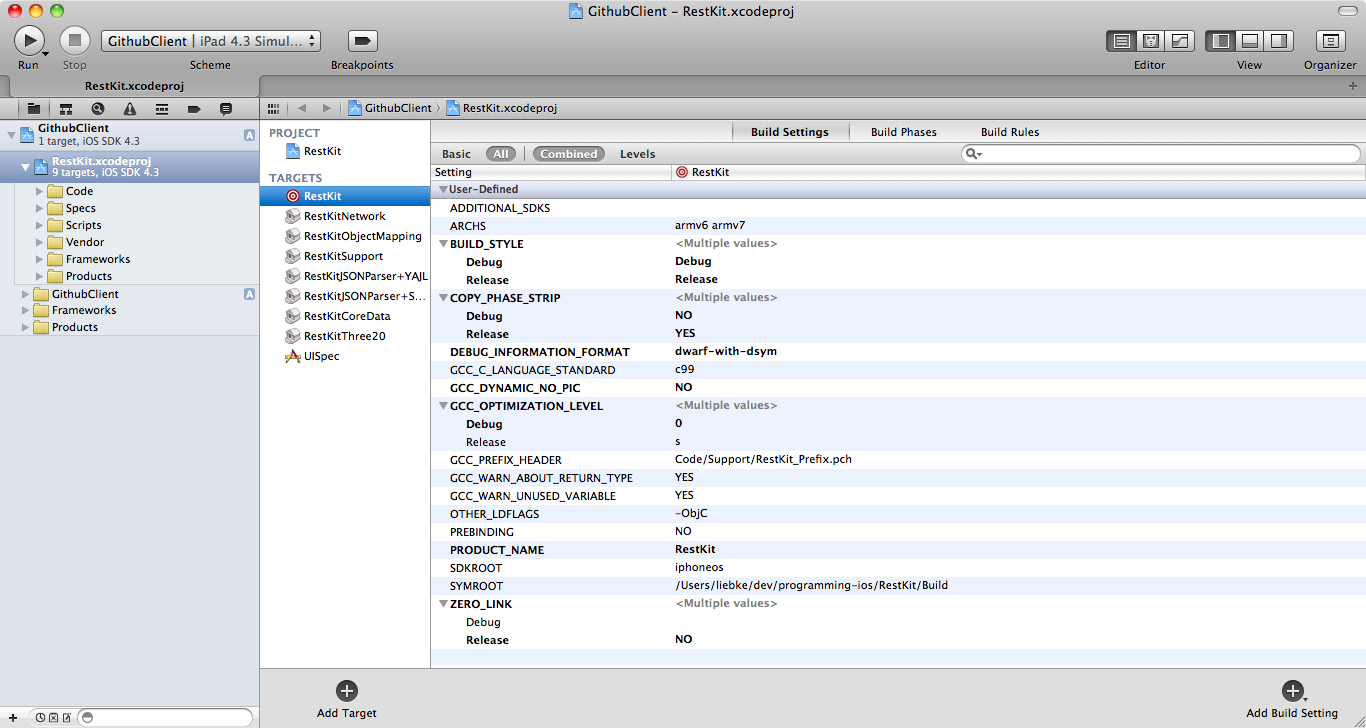 GithubClient – RestKit.xcodeproj
GithubClient | iPad 4.3 Simul...
Run Stop Scheme Breakpoints Editor View Organizer
RestKit.xcodeproj
GithubClient RestKit.xcodeproj
GithubClient A
1 target, iOS SDK 4.3
RestKit.xcodeproj
9 targets, iOS SDK 4.3
Code
Specs
Scripts
Vendor
Frameworks
Products
GithubClient A
Frameworks
Products
PROJECT
RestKit
TARGETS
RestKit
RestKitNetwork
RestKitObjectMapping
RestKitSupport
RestKitJSONParser+YAJL
RestKitJSONParser+S...
RestKitCoreData
RestKitThree20
UISpec
Build Settings Build Phases Build Rules
Basic All Combined Levels
Setting RestKit
User-Defined
ADDITIONAL_SDKS
ARCHS armv6 armv7
BUILD_STYLE <Multiple values>
Debug Debug
Release Release
COPY_PHASE_STRIP <Multiple values>
Debug NO
Release YES
DEBUG_INFORMATION_FORMAT dwarf-with-dsym
GCC_C_LANGUAGE_STANDARD c99
GCC_DYNAMIC_NO_PIC NO
GCC_OPTIMIZATION_LEVEL <Multiple values>
Debug 0
Release s
GCC_PREFIX_HEADER Code/Support/RestKit_Prefix.pch
GCC_WARN_ABOUT_RETURN_TYPE YES
GCC_WARN_UNUSED_VARIABLE YES
OTHER_LDFLAGS -ObjC
PREBINDING NO
PRODUCT_NAME RestKit
SDKROOT iphoneos
SYMROOT /Users/liebke/dev/programming-ios/RestKit/Build
ZERO_LINK <Multiple values>
Debug
Release NO
Add Target Add Build Setting